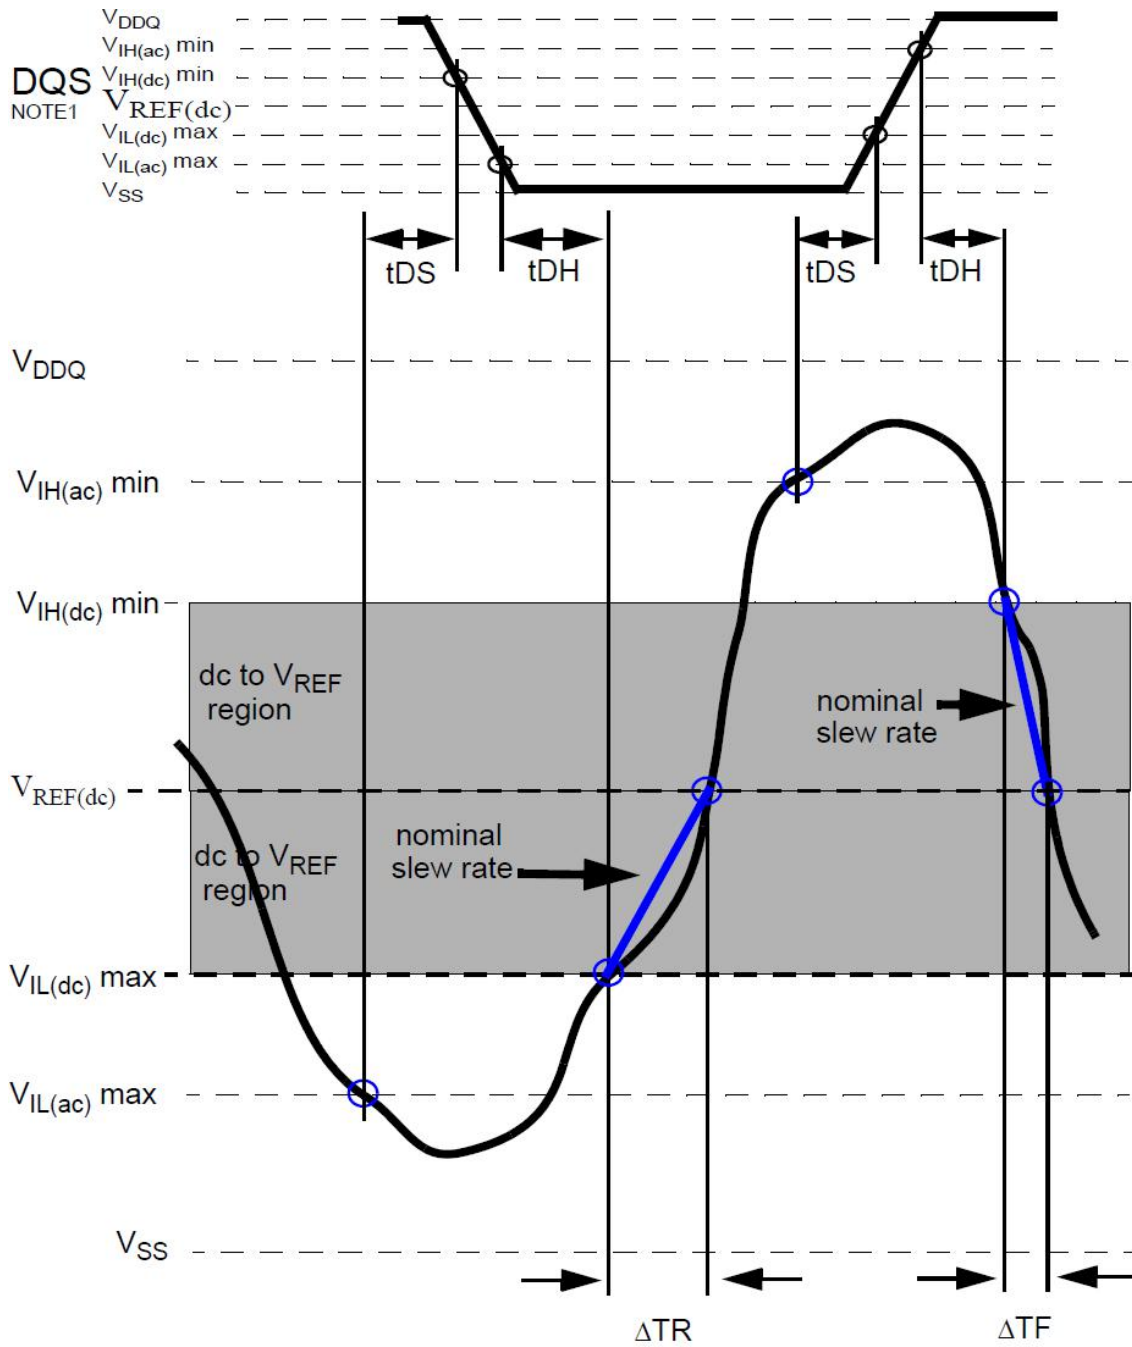 VDDQ
VIH(ac) min
DQS VIH(dc) min
NOTE1 VREF(dc)
VIL(dc) max
VIL(ac) max
VSS
tDS tDH tDS tDH
VDDQ
VIH(ac) min
VIH(dc) min
dc to VREF
region
nominal
slew rate
VREF(dc)
nominal
slew rate
dc to VREF
region
VIL(dc) max
VIL(ac) max
VSS
ΔTR ΔTF